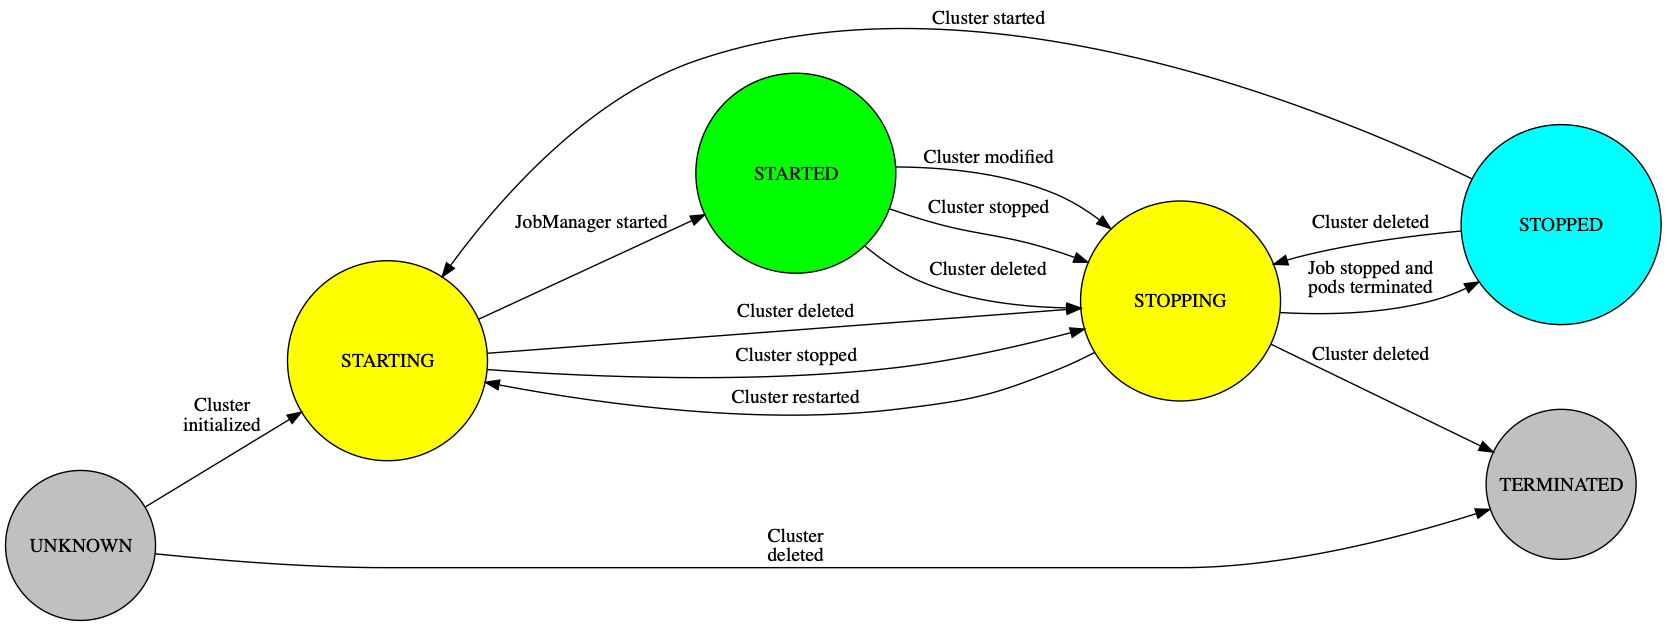 Cluster started
Cluster modified
STARTED
Cluster stopped
JobManager started
Cluster deleted
STOPPED
Cluster deleted
Job stopped and
pods terminated
STOPPING
Cluster deleted
Cluster stopped
STARTING
Cluster restarted
Cluster deleted
Cluster
initialized
TERMINATED
UNKNOWN
Cluster
deleted